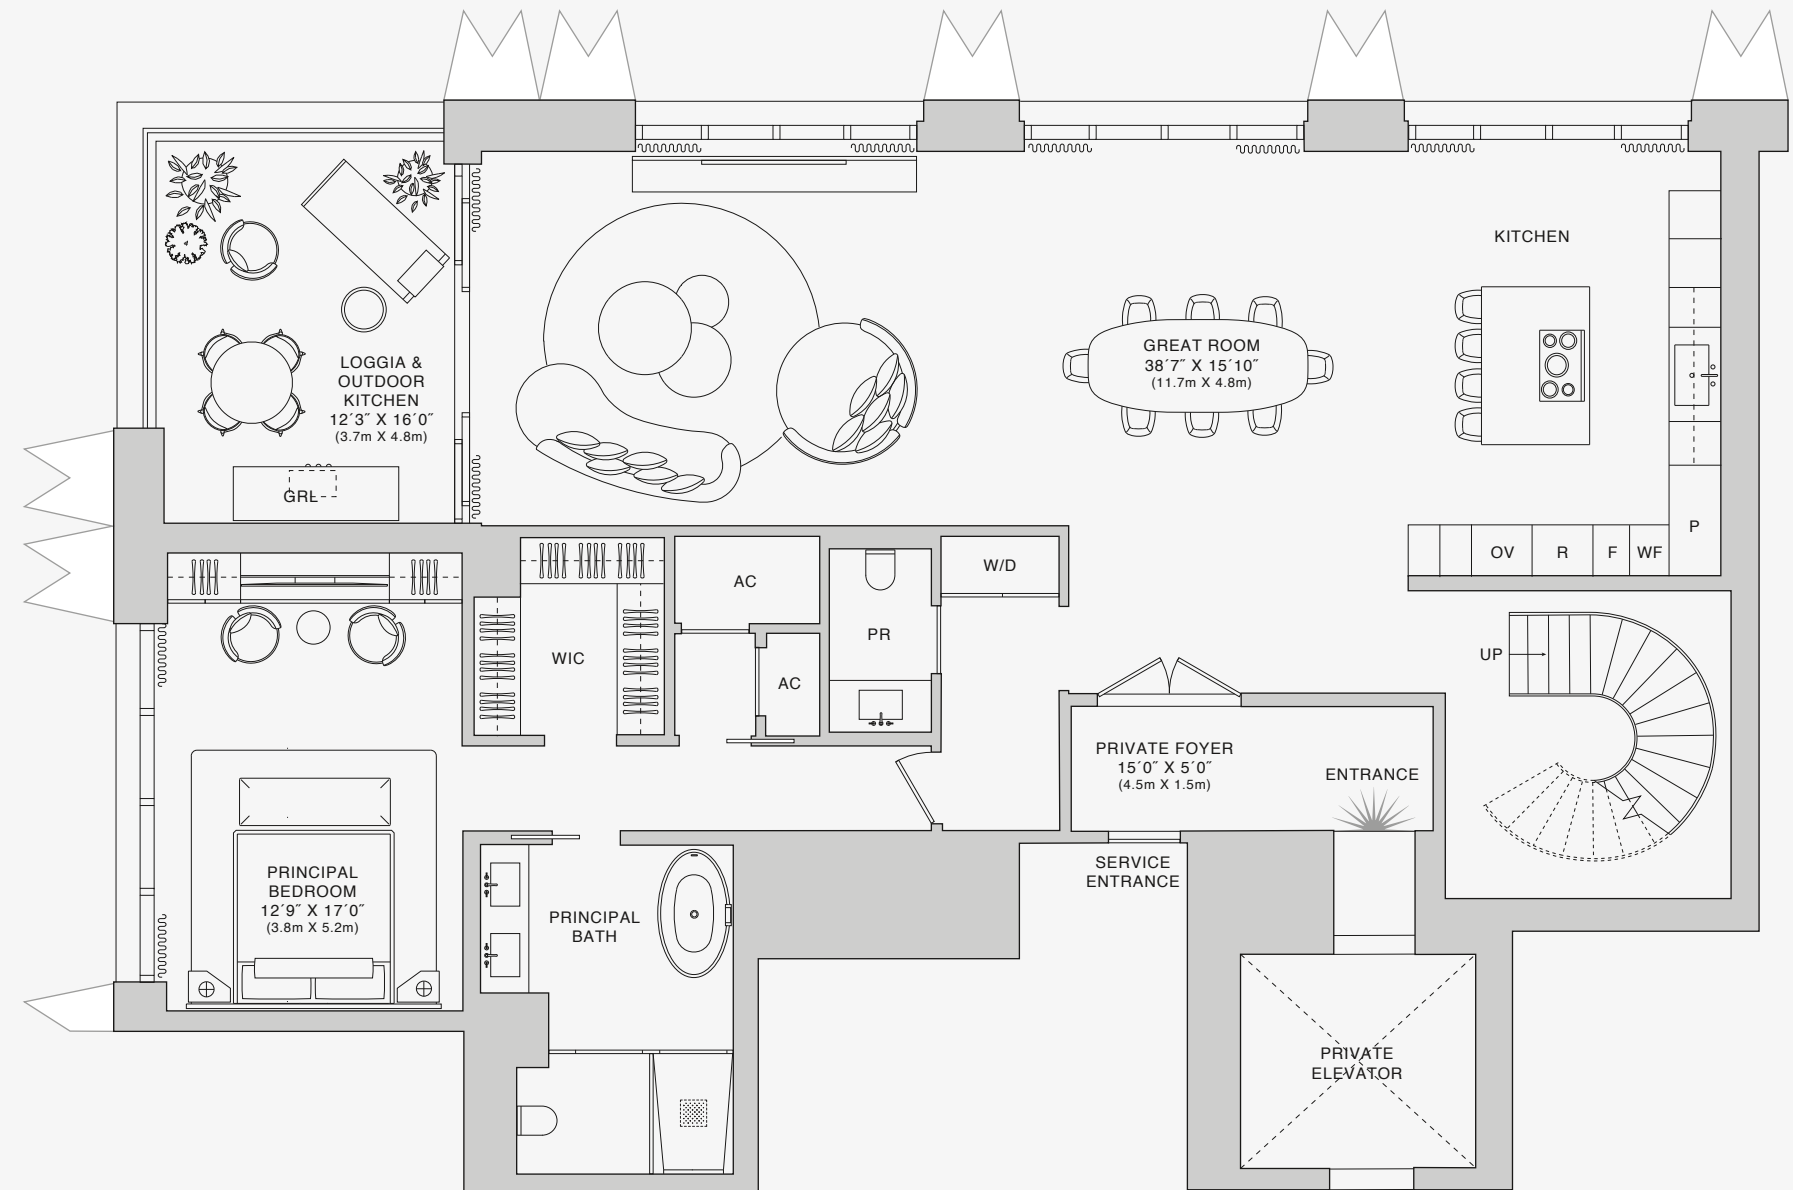 KITCHEN
LOGGIA &
OUTDOOR
KITCHEN
12´3˝ X 16´0˝
(3.7m X 4.8m)
GREAT ROOM
38´7˝ X 15´10˝
(11.7m X 4.8m)
GRL
P
OV
R
F
WF
AC
W/D
PR
WIC
AC
UP
PRIVATE FOYER
15´0˝ X 5´0˝
(4.5m X 1.5m)
ENTRANCE
SERVICE
ENTRANCE
PRINCIPAL
BEDROOM
12´9˝ X 17´0˝
(3.8m X 5.2m)
PRINCIPAL
BATH
PRIVATE
ELEVATOR